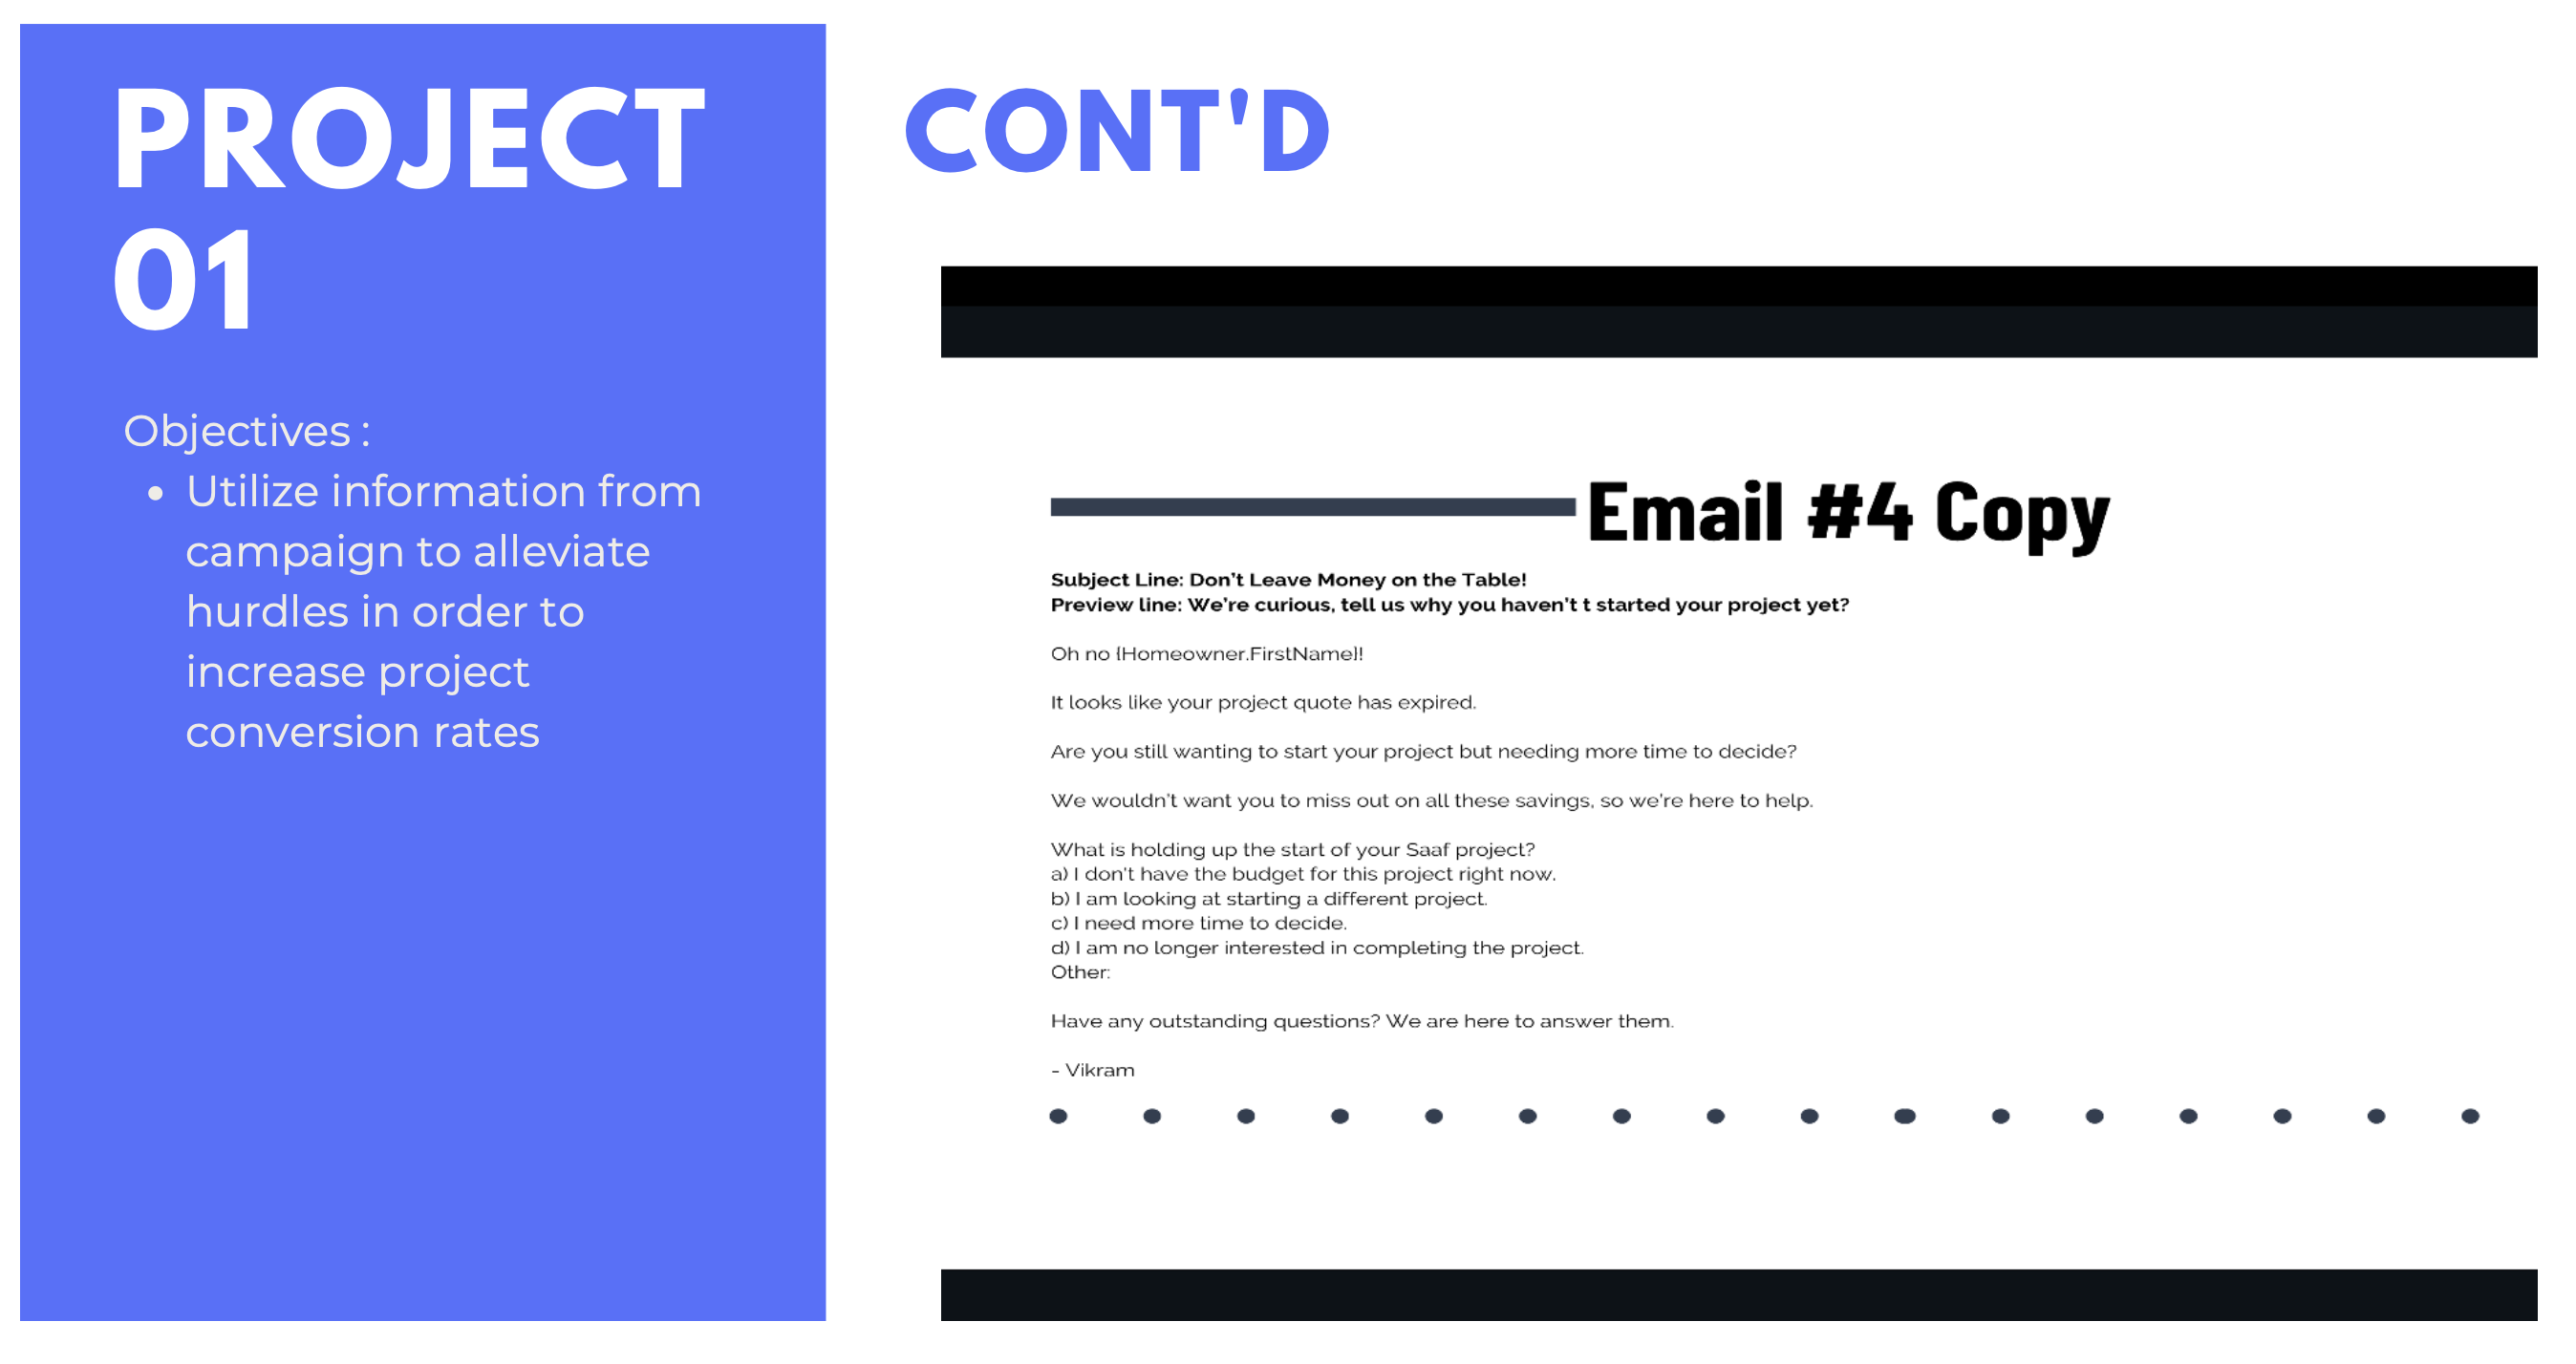 PROJECT
01
Objectives :
• Utilize information from
campaign to alleviate
hurdles in order to
increase project
conversion rates
CONT'D
Email #4 Copy
Subject Line: Don't Leave Money on the Table!
Preview line: We're curious, tell us why you haven't t started your project yet?
Oh no {Homeowner.FirstName}!
It looks like your project quote has expired.
Are you still wanting to start your project but needing more time to decide?
We wouldn't want you to miss out on all these savings, so we're here to help.
What is holding up the start of your Saaf project?
a) I don't have the budget for this project right now.
b) I am looking at starting a different project.
c) I need more time to decide.
d) I am no longer interested in completing the project.
Other:
Have any outstanding questions? We are here to answer them.
- Vikram